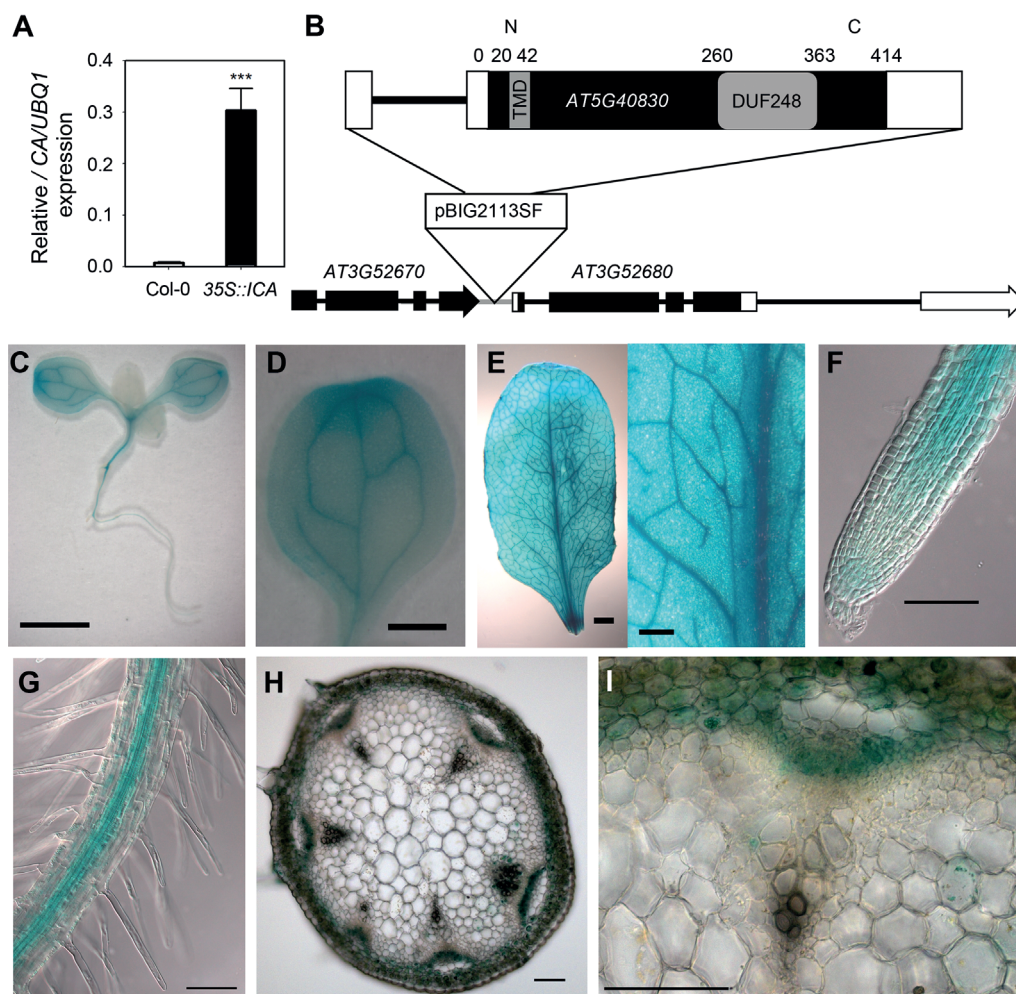 A
B
N
C
0 20 42 260 363 414
TMD
AT5G40830
DUF248
0.4
***
0.3
0.2
0.1
0.0
Relative / CA/UBQ1
expression
Col-0 35S::ICA
pBIG2113SF
AT3G52670
AT3G52680
C
D
E
F
G
H
I